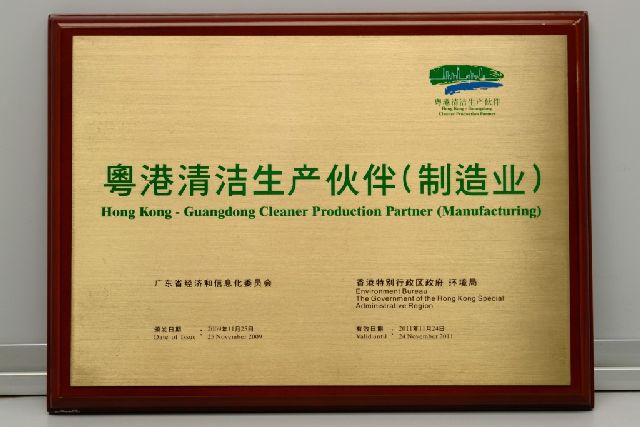 粤港清洁生产伙伴
Hong Kong - Guangdong
Cleaner Production Partner
粤港清洁生产伙伴（制造业）
Hong Kong - Guangdong Cleaner Production Partner (Manufacturing)
广东省经济和信息化委员会
香港特别行政区政府 环境局
Environment Bureau
The Government of the Hong Kong Special
Administrative Region
颁发日期 : 2009年11月25日
Date of Issue 25 November 2009
有效日期 : 2011年11月24日
Valid until 24 November 2011